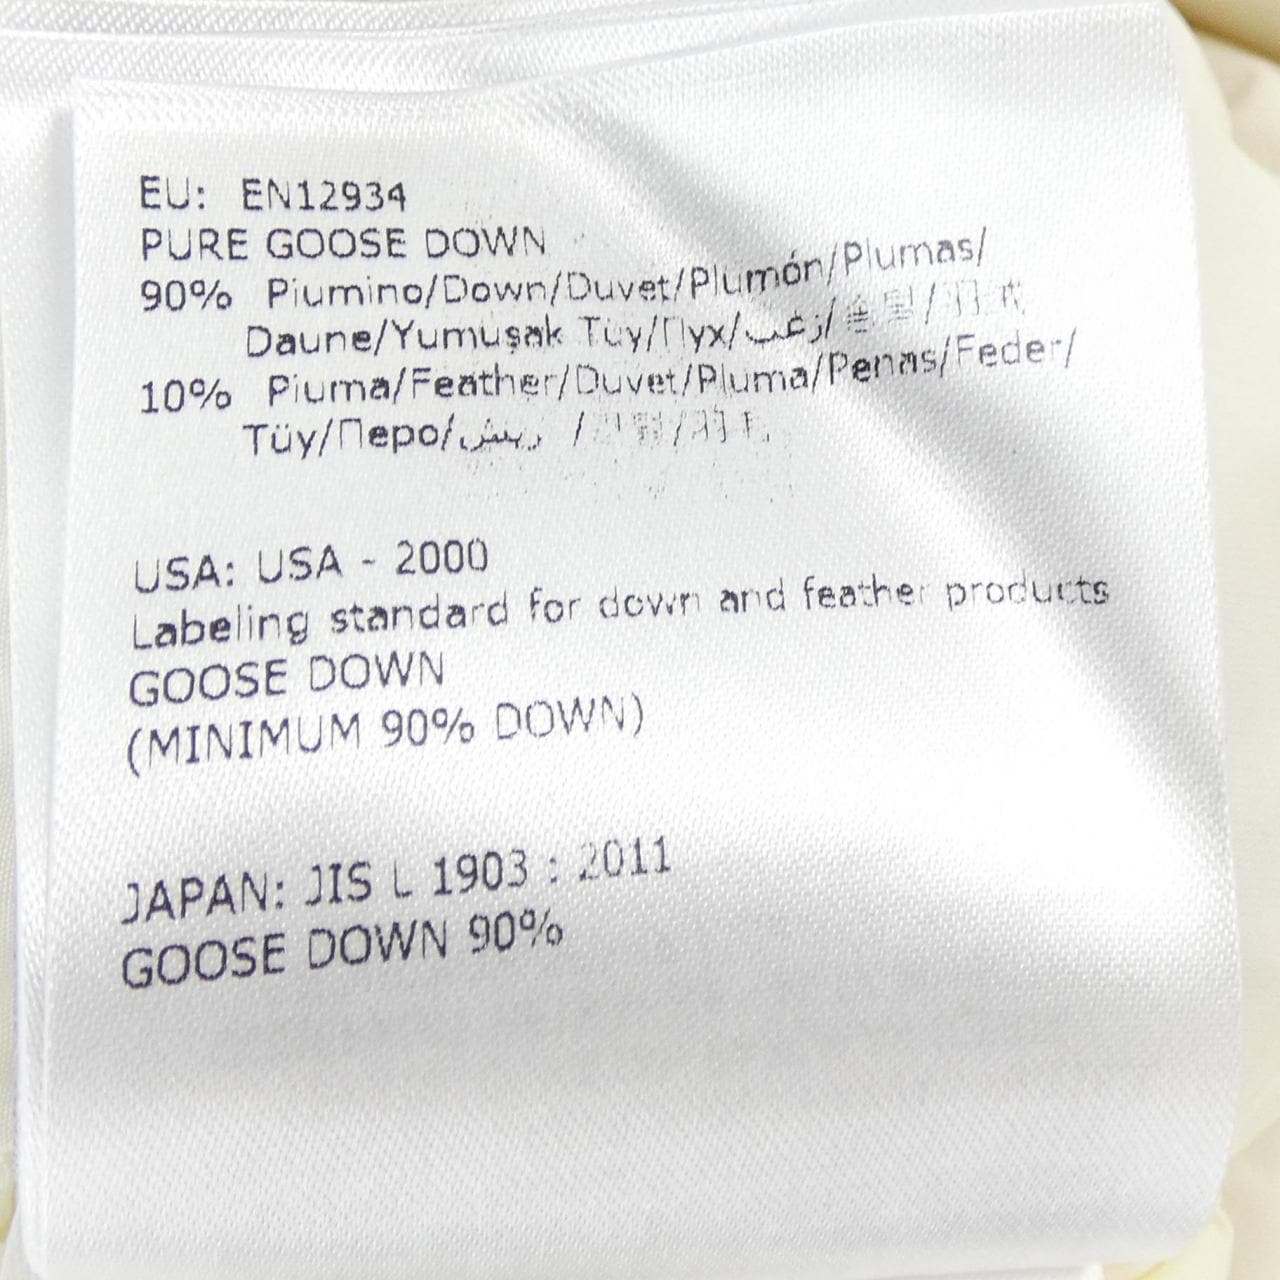 EU: EN12934
PURE GOOSE DOWN
90% Piumino/Down/Duvet/Plumón/Plumas/
Daune/Yumuşak Tüy/Пух/زغب/
10% Piuma/Feather/Duvet/Pluma/Penas/Feder/
Tüy/Перо/ريش /
USA: USA - 2000
Labeling standard for down and feather products
GOOSE DOWN
(MINIMUM 90% DOWN)
JAPAN: JIS L 1903 : 2011
GOOSE DOWN 90%